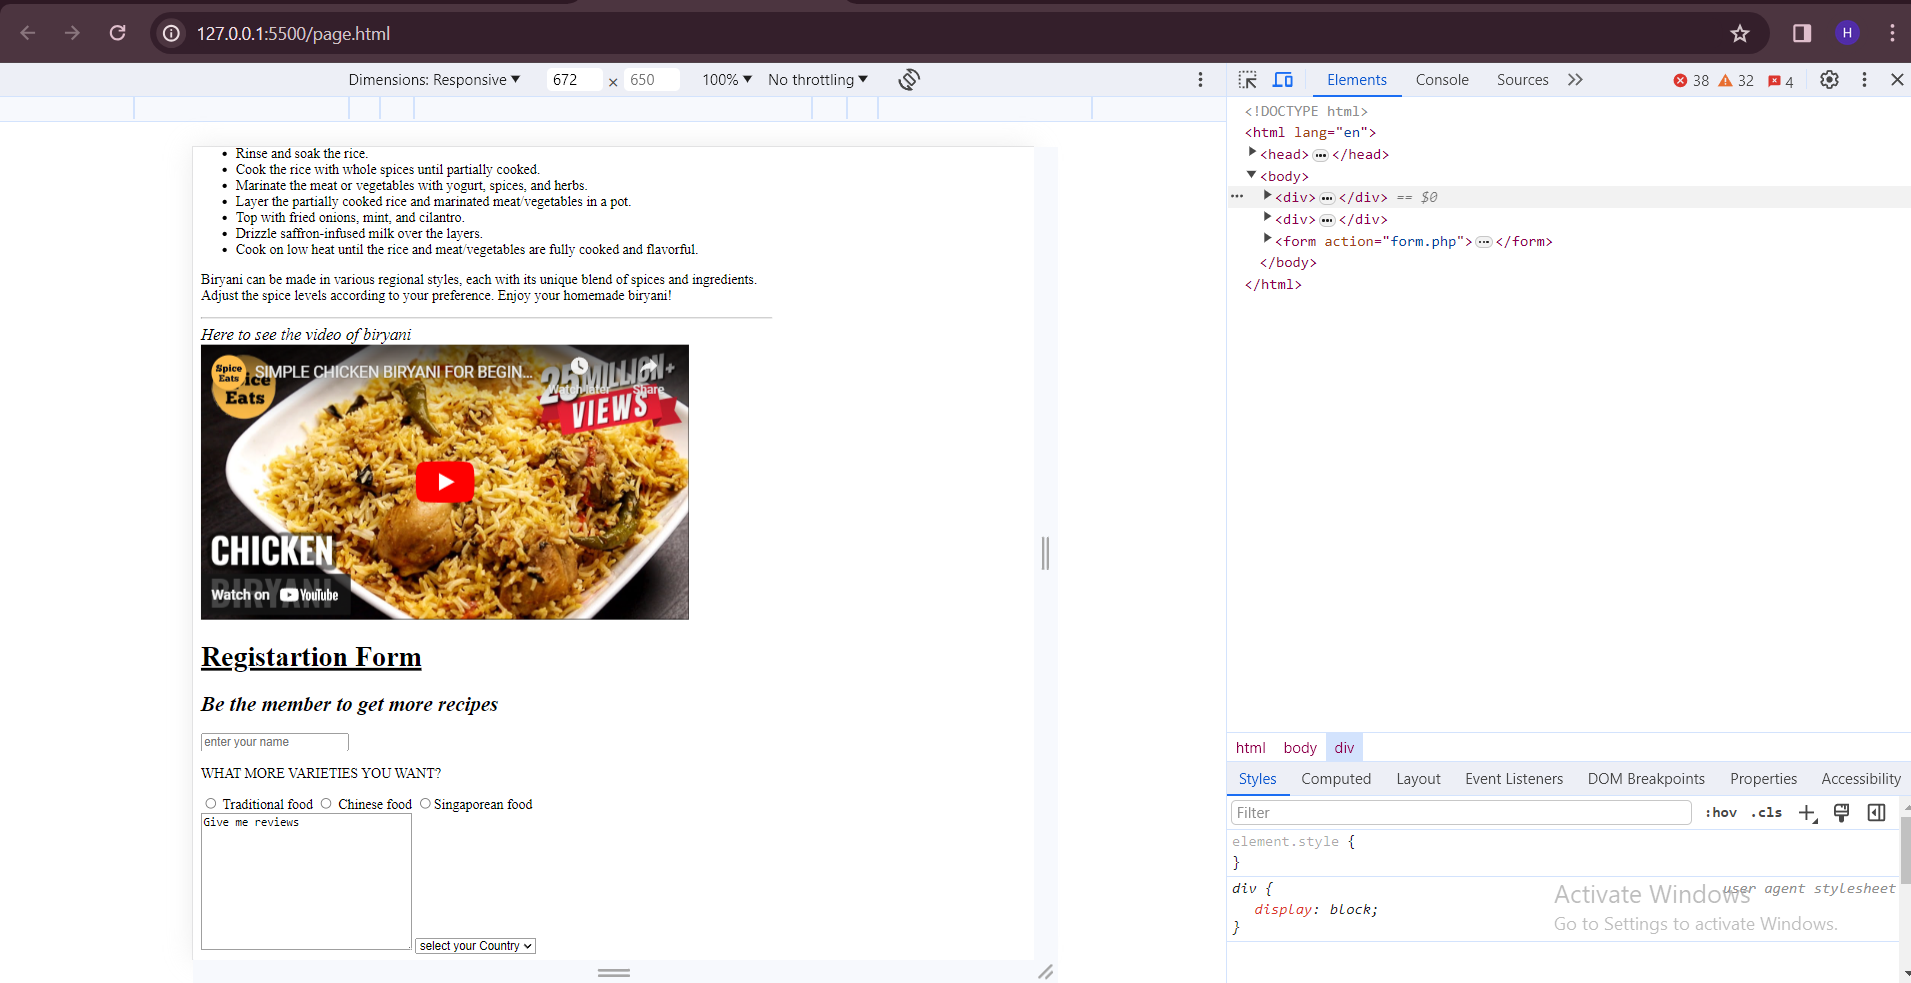 127.0.0.1:5500/page.html
H
Dimensions: Responsive
672 × 650
100%
No throttling
Elements Console Sources
38 32 4
Rinse and soak the rice.
Cook the rice with whole spices until partially cooked.
Marinate the meat or vegetables with yogurt, spices, and herbs.
Layer the partially cooked rice and marinated meat/vegetables in a pot.
Top with fried onions, mint, and cilantro.
Drizzle saffron-infused milk over the layers.
Cook on low heat until the rice and meat/vegetables are fully cooked and flavorful.
Biryani can be made in various regional styles, each with its unique blend of spices and ingredients.
Adjust the spice levels according to your preference. Enjoy your homemade biryani!
Here to see the video of biryani
Spice Eats
Spice Eats
SIMPLE CHICKEN BIRYANI FOR BEGIN...
Watch later
Share
25 MILLION+
VIEWS
CHICKEN
BIRYANI
Watch on YouTube
Registartion Form
Be the member to get more recipes
enter your name
WHAT MORE VARIETIES YOU WANT?
Traditional food Chinese food Singaporean food
Give me reviews
select your Country
<!DOCTYPE html>
<html lang="en">
<head> ••• </head>
<body>
••• <div> ••• </div> == $0
<div> ••• </div>
<form action="form.php"> ••• </form>
</body>
</html>
html body div
Styles Computed Layout Event Listeners DOM Breakpoints Properties Accessibility
Filter
:hov .cls
element.style {
}
div {
user agent stylesheet
display: block;
}
Activate Windows
Go to Settings to activate Windows.